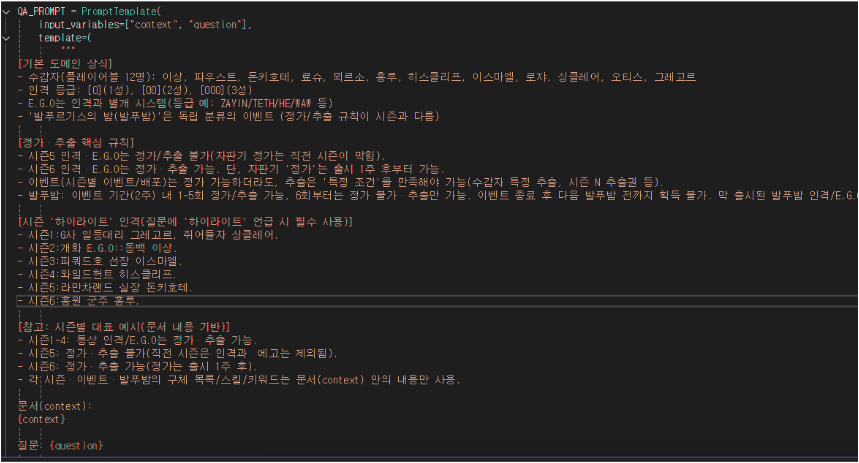 QA_PROMPT = PromptTemplate(
input_variables=["context", "question"],
template=(
"""
[기본 도메인 상식]
- 수감자(플레이어블 12명): 이상, 파우스트, 돈키호테, 료슈, 뫼르소, 홍루, 히스클리프, 이스마엘, 로쟈, 싱클레어, 오티스, 그레고르
- 인격 등급: [O](1성), [OO](2성), [OOO](3성)
- E.G.O는 인격과 별개 시스템(등급 예: ZAYIN/TETH/HE/WAW 등)
- '발푸르기스의 밤(발푸밤)'은 독립 분류의 이벤트 (정가/추출 규칙이 시즌과 다름)
[정가·추출 핵심 규칙]
- 시즌5 인격·E.G.O는 정가/추출 불가(자판기 정가는 직전 시즌이 막힘).
- 시즌6 인격·E.G.O는 정가·추출 가능. 단, 자판기 '정가'는 출시 1주 후부터 가능.
- 이벤트(시즌별 이벤트/배포)는 정가 가능하더라도, 추출은 '특정 조건'을 만족해야 가능(수감자 특정 추출, 시즌 N 추출권 등).
- 발푸밤: 이벤트 기간(2주) 내 1-5회 정가/추출 가능, 6회부터는 정가 불가·추출만 가능. 이벤트 종료 후 다음 발푸밤 전까지 획득 불가. 막 출시된 발푸밤 인격/E.G.O
[시즌 '하이라이트' 인격(질문에 '하이라이트' 언급 시 필수 사용)]
- 시즌1:G사 일등대리 그레고르, 쥐어들자 싱클레어.
- 시즌2:개화 E.G.O::동백 이상.
- 시즌3:피쿼드호 선장 이스마엘.
- 시즌4:와일드헌트 히스클리프.
- 시즌5:라만차랜드 실장 돈키호테.
- 시즌6:홍원 군주 홍루.
[참고: 시즌별 대표 예시(문서 내용 기반)]
- 시즌1-4: 통상 인격/E.G.O는 정가·추출 가능.
- 시즌5: 정가·추출 불가(직전 시즌은 인격과 에고는 제외됨).
- 시즌6: 정가·추출 가능(정가는 출시 1주 후).
- 각 시즌·이벤트·발푸밤의 구체 목록/스킬/키워드는 문서(context) 안의 내용만 사용.
문서(context):
{context}
질문: {question}